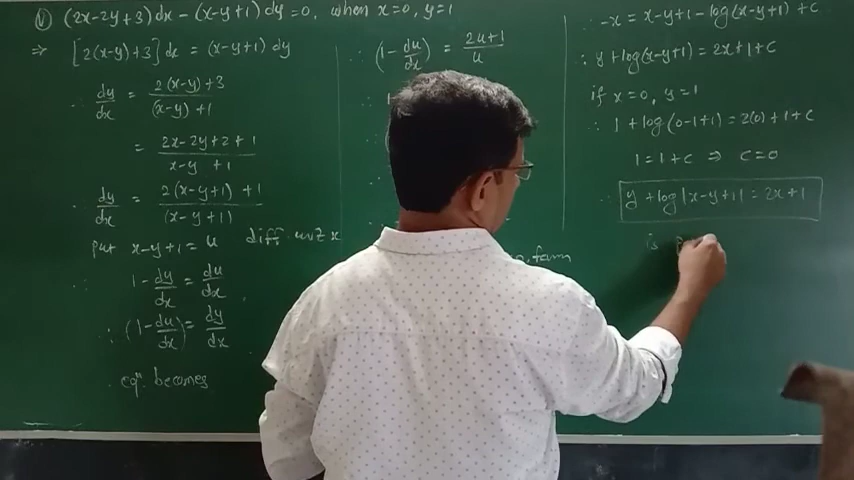 V) (2x-2y+3)dx - (x-y+1)dy=0, when x=0, y=1
⇒ [2(x-y)+3]dx = (x-y+1)dy
∴ dy/dx = 2(x-y)+3 / (x-y)+1
= 2x-2y+2+1 / x-y+1
∴ dy/dx = 2(x-y+1)+1 / (x-y+1)
put x-y+1 = u diff. w.r.t x
∴ 1-dy/dx = du/dx
∴ (1-du/dx) = dy/dx
∴ eqn. becomes
∴ (1-du/dx) = 2u+1/u
form
∴ -x = x-y+1-log(x-y+1)+c
∴ y+log(x-y+1) = 2x+1+c
if x=0, y=1
∴ 1+log(0-1+1) = 2(0)+1+c
1=1+c ⇒ c=0
∴ y+log|x-y+1| = 2x+1
is